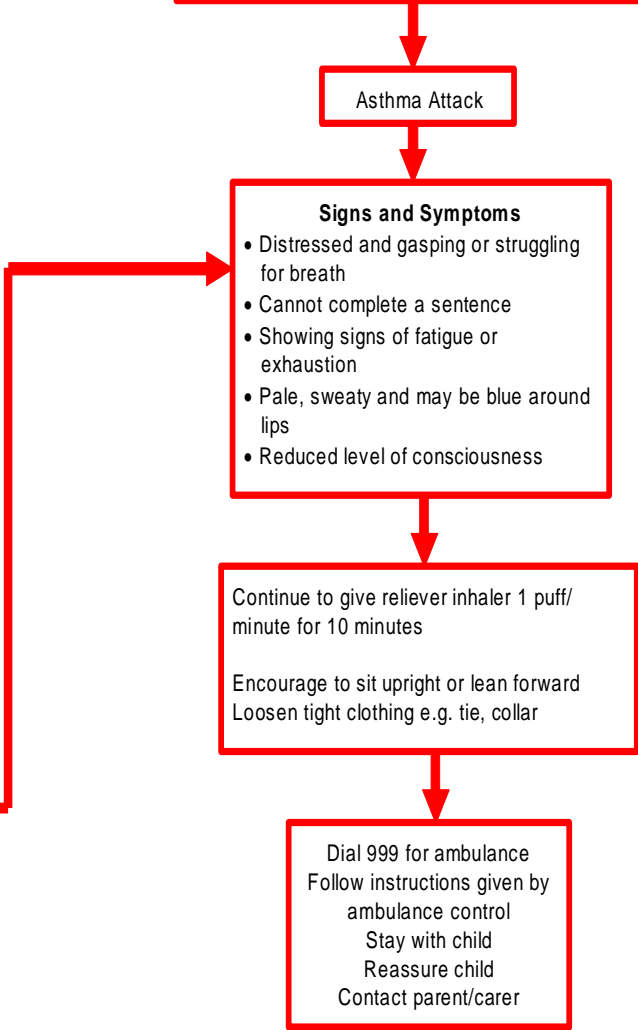 Asthma Attack
Signs and Symptoms
• Distressed and gasping or struggling
for breath
• Cannot complete a sentence
• Showing signs of fatigue or
exhaustion
• Pale, sweaty and may be blue around
lips
• Reduced level of consciousness
Continue to give reliever inhaler 1 puff/
minute for 10 minutes
Encourage to sit upright or lean forward
Loosen tight clothing e.g. tie, collar
Dial 999 for ambulance
Follow instructions given by
ambulance control
Stay with child
Reassure child
Contact parent/carer